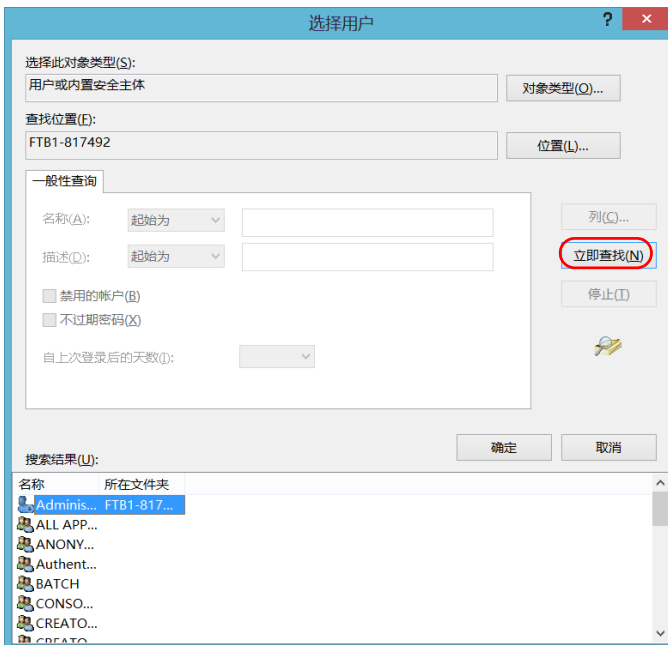 选择用户
? ×
选择此对象类型(S):
用户或内置安全主体
对象类型(O)...
查找位置(F):
FTB1-817492
位置(L)...
一般性查询
名称(A): 起始为
列(C)...
描述(D): 起始为
立即查找(N)
禁用的帐户(B)
停止(T)
不过期密码(X)
自上次登录后的天数(I):
确定 取消
搜索结果(U):
名称 所在文件夹
Adminis... FTB1-817...
ALL APP...
ANONY...
Authent...
BATCH
CONSO...
CREATO...
CREATO